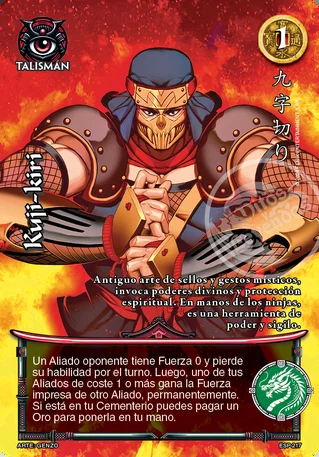 TALISMÁN
1
九字切り
Kuji-kiri
Antiguo arte de sellos y gestos místicos,
invoca poderes divinos y protección
espiritual. En manos de los ninjas,
es una herramienta de
poder y sigilo.
Un Aliado oponente tiene Fuerza 0 y pierde
su habilidad por el turno. Luego, uno de tus
Aliados de coste 1 o más gana la Fuerza
impresa de otro Aliado, permanentemente.
Si está en tu Cementerio puedes pagar un
Oro para ponerla en tu mano.
ARTE: GENZO
ESP-217